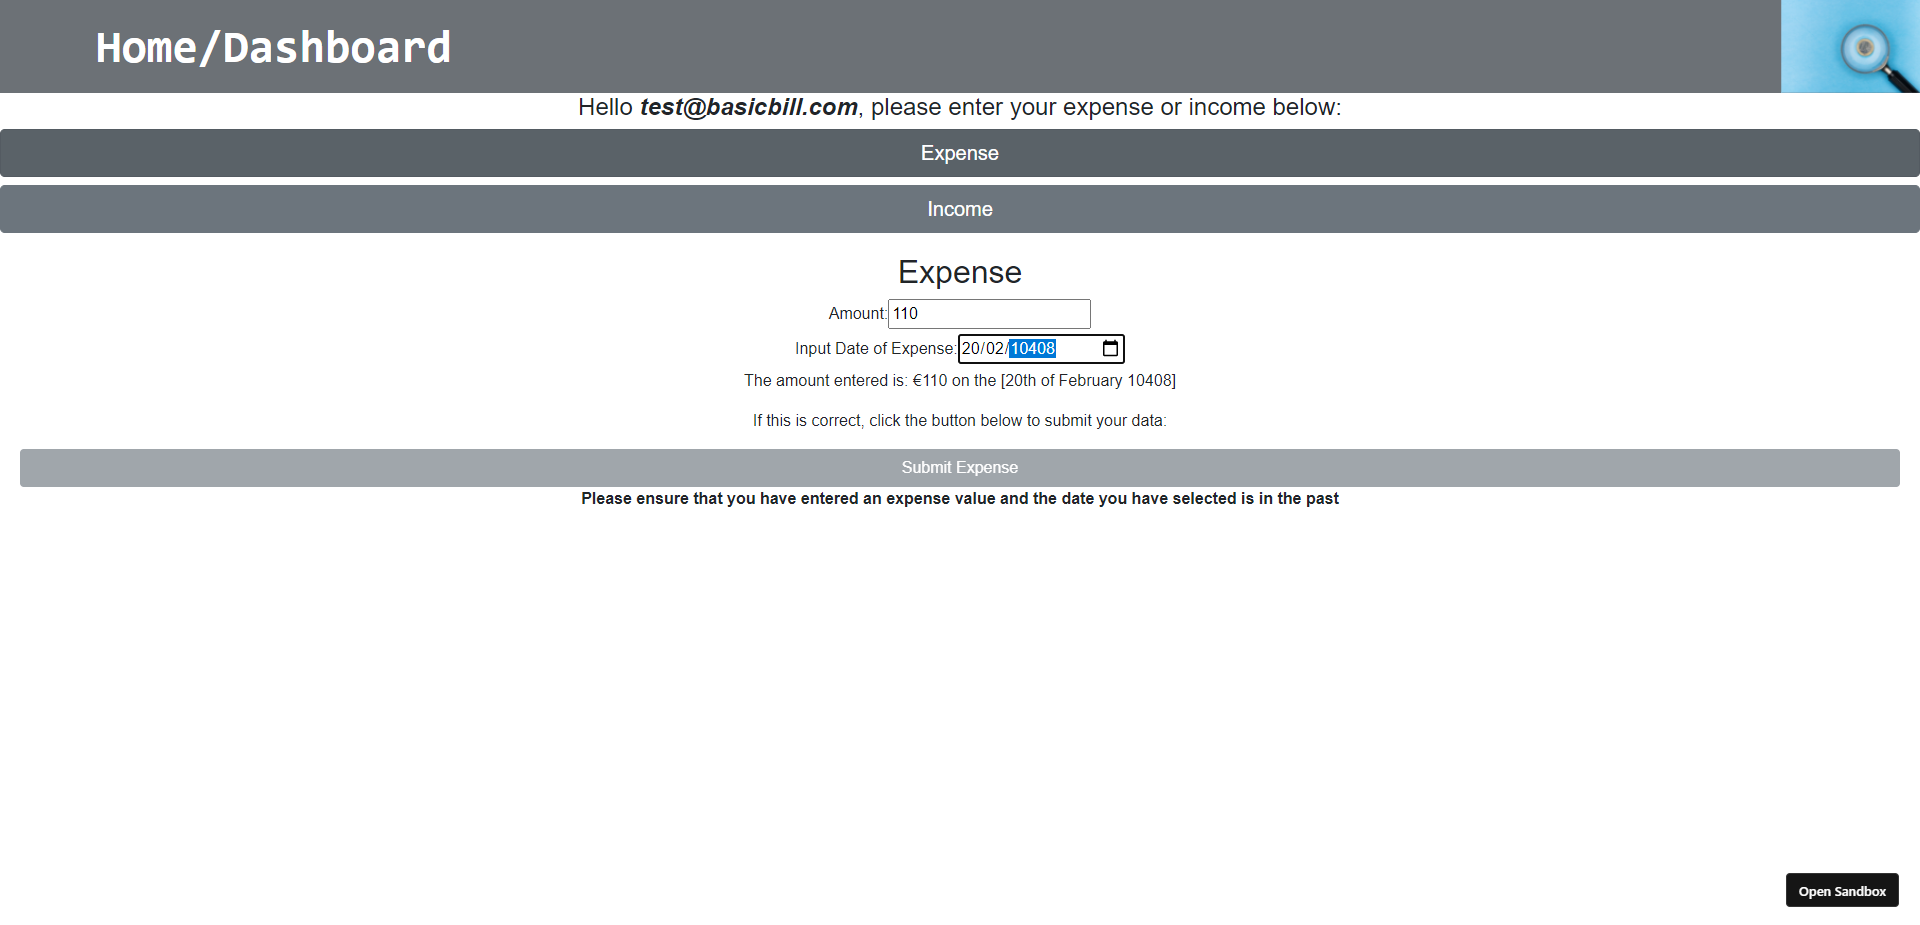 Home/Dashboard
Hello test@basicbill.com, please enter your expense or income below:
Expense
Income
Expense
Amount: 110
Input Date of Expense: 20/02/10408
The amount entered is: €110 on the [20th of February 10408]
If this is correct, click the button below to submit your data:
Submit Expense
Please ensure that you have entered an expense value and the date you have selected is in the past
Open Sandbox